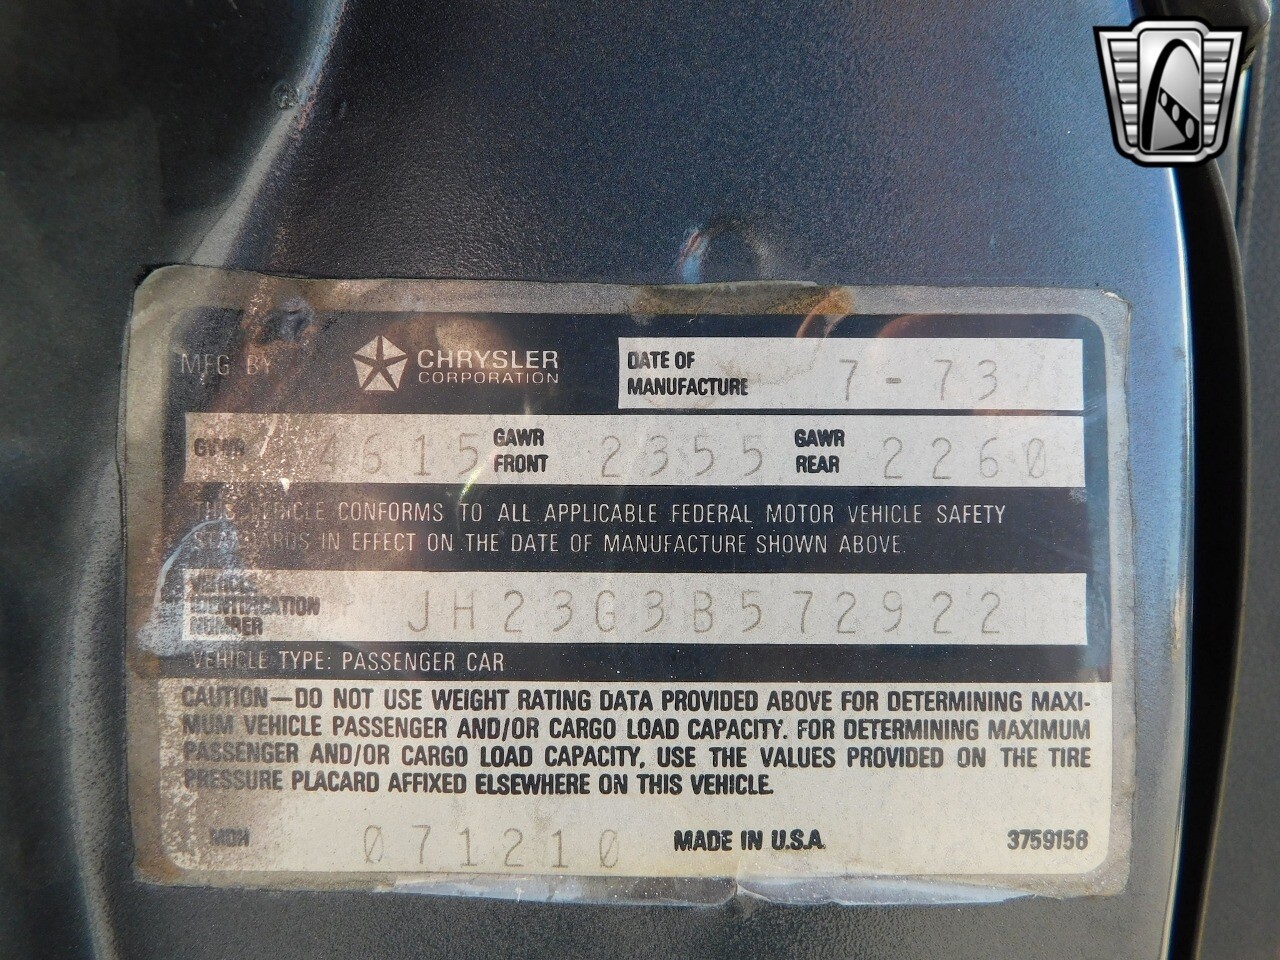 MFG BY CHRYSLER CORPORATION DATE OF MANUFACTURE 7-73
GVWR 4615 GAWR FRONT 2355 GAWR REAR 2260
THIS VEHICLE CONFORMS TO ALL APPLICABLE FEDERAL MOTOR VEHICLE SAFETY
STANDARDS IN EFFECT ON THE DATE OF MANUFACTURE SHOWN ABOVE.
VEHICLE IDENTIFICATION NUMBER JH23G3B572922
VEHICLE TYPE: PASSENGER CAR
CAUTION—DO NOT USE WEIGHT RATING DATA PROVIDED ABOVE FOR DETERMINING MAXI-
MUM VEHICLE PASSENGER AND/OR CARGO LOAD CAPACITY. FOR DETERMINING MAXIMUM
PASSENGER AND/OR CARGO LOAD CAPACITY, USE THE VALUES PROVIDED ON THE TIRE
PRESSURE PLACARD AFFIXED ELSEWHERE ON THIS VEHICLE.
MDH 071210 MADE IN U.S.A. 3759156